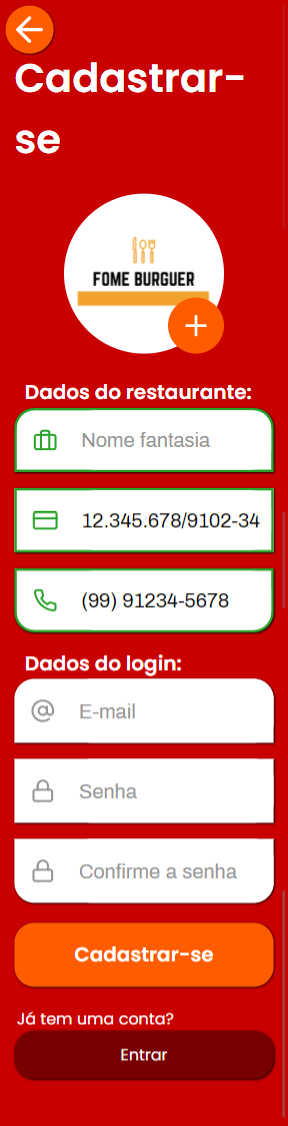 Cadastrar-
se
FOME BURGUER
Dados do restaurante:
Nome fantasia
12.345.678/9102-34
(99) 91234-5678
Dados do login:
E-mail
Senha
Confirme a senha
Cadastrar-se
Já tem uma conta?
Entrar